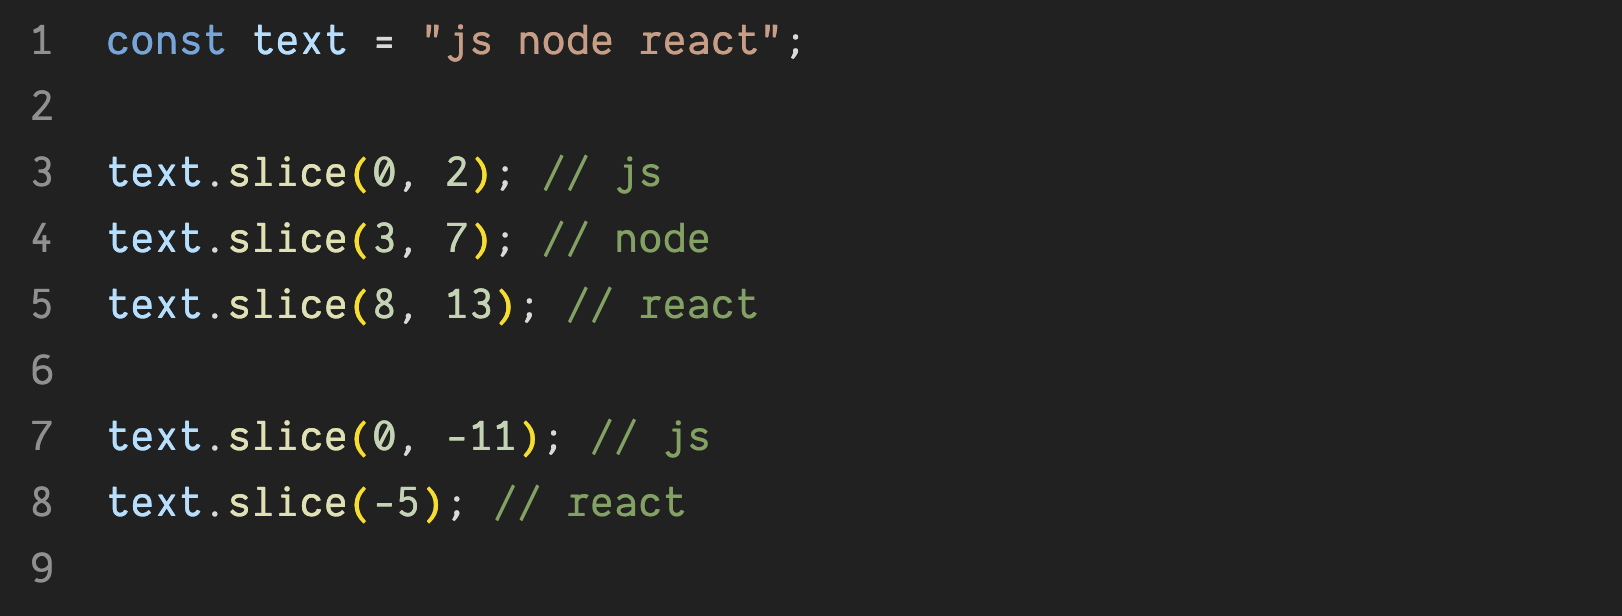 1 const text = "js node react";
2
3 text.slice(0, 2); // js
4 text.slice(3, 7); // node
5 text.slice(8, 13); // react
6
7 text.slice(0, -11); // js
8 text.slice(-5); // react
9